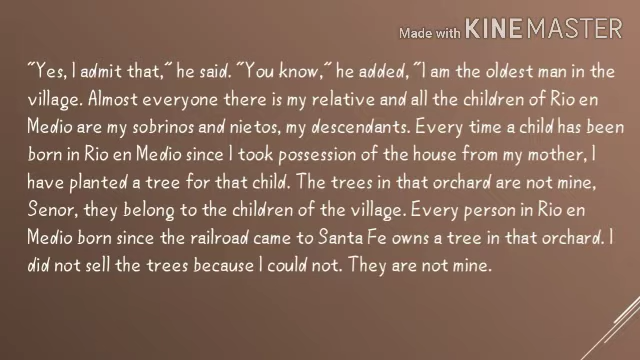 Made with KINEMASTER
"Yes, I admit that," he said. "You know," he added, "I am the oldest man in the
village. Almost everyone there is my relative and all the children of Rio en
Medio are my sobrinos and nietos, my descendants. Every time a child has been
born in Rio en Medio since I took possession of the house from my mother, I
have planted a tree for that child. The trees in that orchard are not mine,
Senor, they belong to the children of the village. Every person in Rio en
Medio born since the railroad came to Santa Fe owns a tree in that orchard. I
did not sell the trees because I could not. They are not mine.